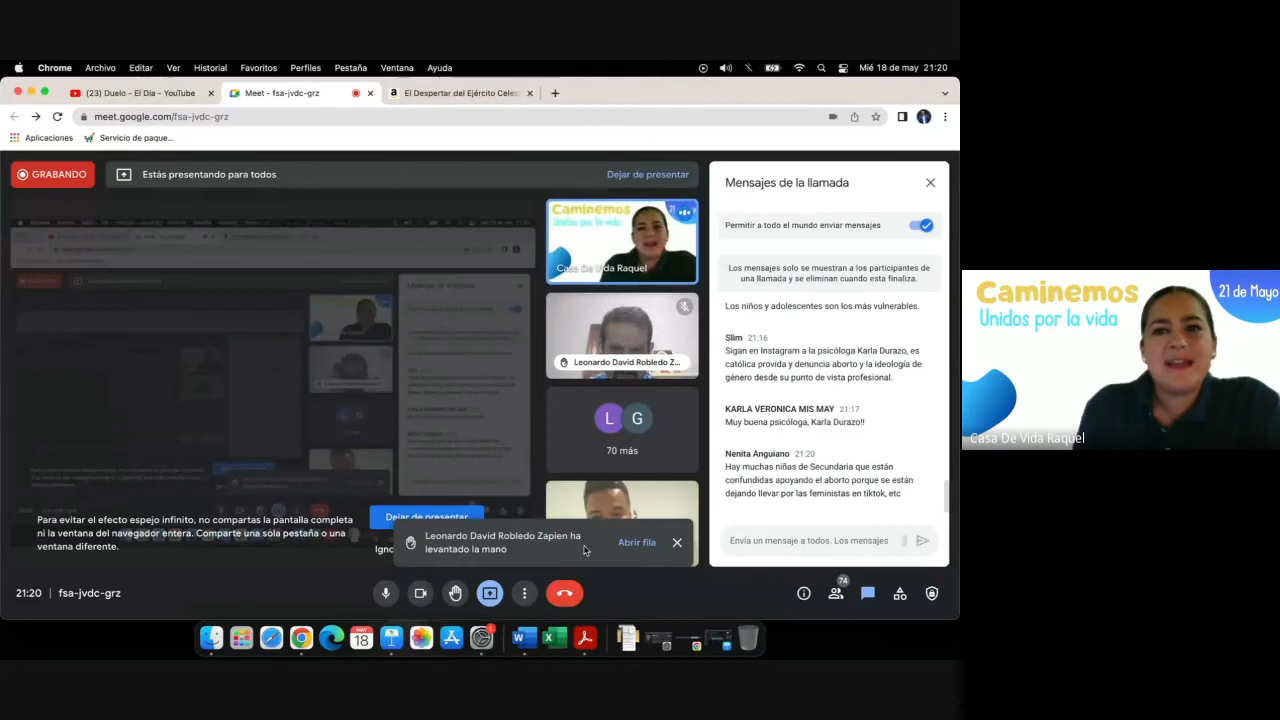 Chrome Archivo Editar Ver Historial Favoritos Perfiles Pestaña Ventana Ayuda Mié 18 de may 21:20
(23) Duelo - El Dia - YouTube Meet - fsa-jvdc-grz El Despertar del Ejército Celes
meet.google.com/fsa-jvdc-grz
Aplicaciones Servicio de paque...
GRABANDO Estás presentando para todos Dejar de presentar
Mensajes de la llamada
Permitir a todo el mundo enviar mensajes
Los mensajes solo se muestran a los participantes de
una llamada y se eliminan cuando esta finaliza.
Los niños y adolescentes son los más vulnerables.
Slim 21:16
Sigan en Instagram a la psicóloga Karla Durazo, es
católica provida y denuncia aborto y la ideología de
género desde su punto de vista profesional.
KARLA VERONICA MIS MAY 21:17
Muy buena psicóloga, Karla Durazo!!
Nenita Anguiano 21:20
Hay muchas niñas de Secundaria que están
confundidas apoyando el aborto porque se están
dejando llevar por las feministas en tiktok, etc
Envía un mensaje a todos. Los mensajes
Caminemos
Unidos por la vida
Casa De Vida Raquel
Leonardo David Robledo Z...
L G
70 más
Para evitar el efecto espejo infinito, no compartas la pantalla completa
ni la ventana del navegador entera. Comparte una sola pestaña o una
ventana diferente.
Dejar de presentar
Igno
Leonardo David Robledo Zapien ha
levantado la mano
Abrir fila
21:20 | fsa-jvdc-grz
74
MAY
18
1
Caminemos
Unidos por la vida
21 de Mayo
Casa De Vida Raquel